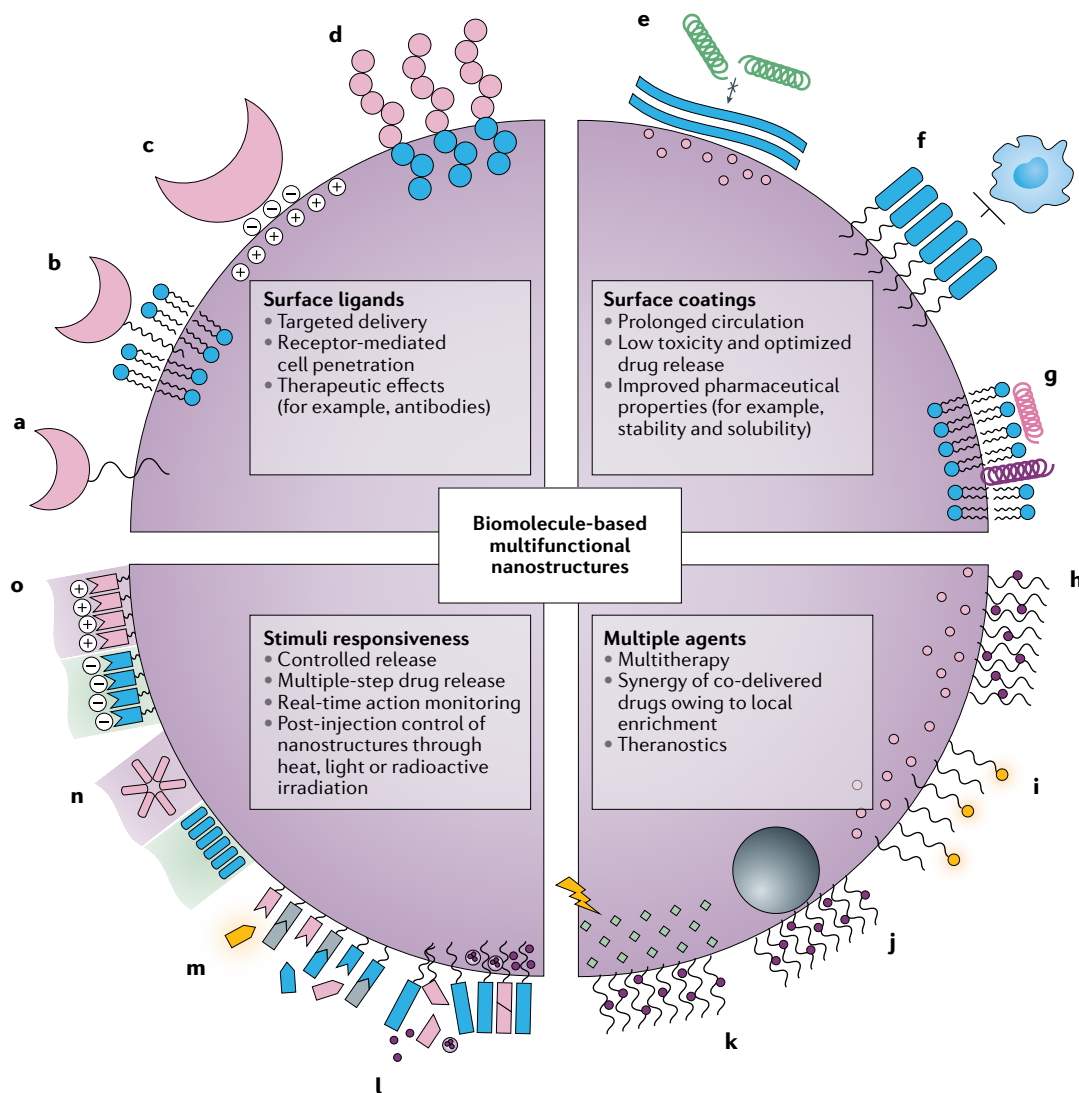 a
b
c
d
e
f
g
h
i
j
k
l
m
n
o
Surface ligands
• Targeted delivery
• Receptor-mediated
cell penetration
• Therapeutic effects
(for example, antibodies)
Surface coatings
• Prolonged circulation
• Low toxicity and optimized
drug release
• Improved pharmaceutical
properties (for example,
stability and solubility)
Biomolecule-based
multifunctional
nanostructures
Stimuli responsiveness
• Controlled release
• Multiple-step drug release
• Real-time action monitoring
• Post-injection control of
nanostructures through
heat, light or radioactive
irradiation
Multiple agents
• Multitherapy
• Synergy of co-delivered
drugs owing to local
enrichment
• Theranostics